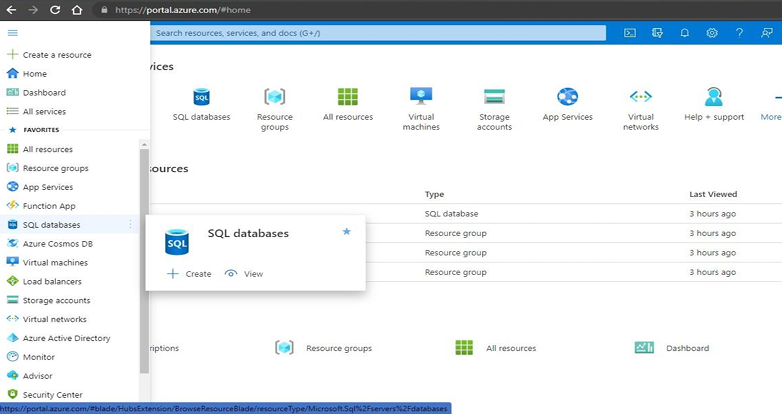 https://portal.azure.com/#home
Search resources, services, and docs (G+/)
Create a resource
Home
Dashboard
All services
FAVORITES
All resources
Resource groups
App Services
Function App
SQL databases
Azure Cosmos DB
Virtual machines
Load balancers
Storage accounts
Virtual networks
Azure Active Directory
Monitor
Advisor
Security Center
vices
SQL databases
Resource
groups
All resources
Virtual
machines
Storage
accounts
App Services
Virtual
networks
Help + support
More
sources
Type
Last Viewed
SQL database
3 hours ago
Resource group
3 hours ago
Resource group
3 hours ago
Resource group
3 hours ago
SQL
SQL databases
Create
View
riptions
Resource groups
All resources
Dashboard
https://portal.azure.com/#blade/HubsExtension/BrowseResourceBlade/resourceType/Microsoft.Sql%2Fservers%2Fdatabases